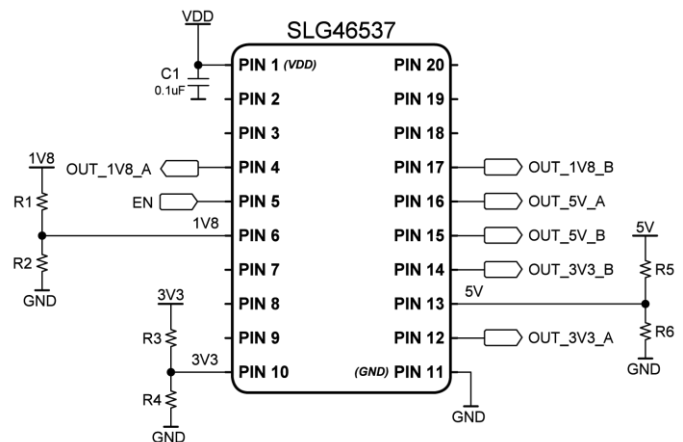 SLG46537
VDD
C1
0.1uF
PIN 1 (VDD)
PIN 2
PIN 3
PIN 4
PIN 5
PIN 6
PIN 7
PIN 8
PIN 9
PIN 10
PIN 20
PIN 19
PIN 18
PIN 17
PIN 16
PIN 15
PIN 14
PIN 13
PIN 12
(GND) PIN 11
OUT_1V8_A
EN
1V8
R1
R2
GND
1V8
3V3
R3
R4
GND
3V3
OUT_1V8_B
OUT_5V_A
OUT_5V_B
OUT_3V3_B
5V
OUT_3V3_A
GND
5V
R5
R6
GND